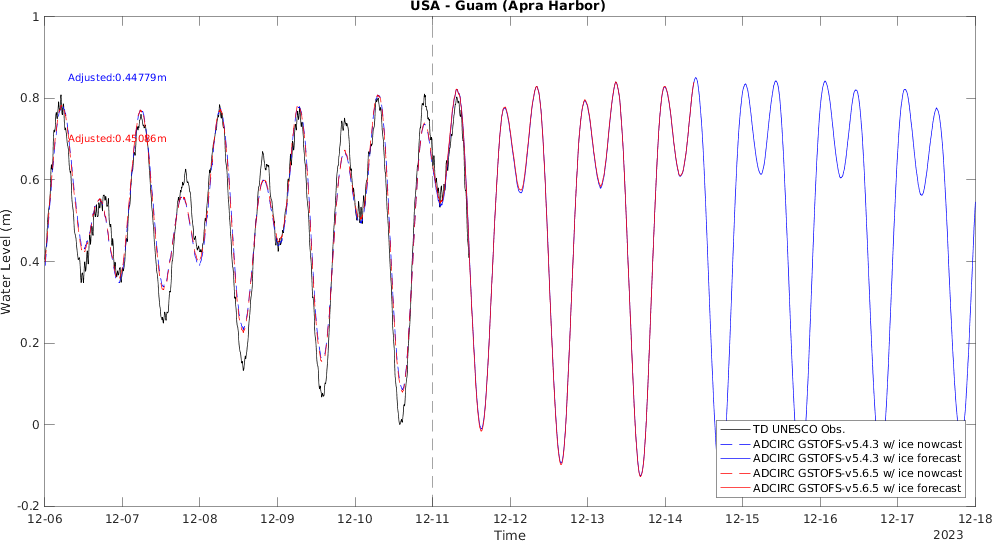 USA - Guam (Apra Harbor)
Water Level (m)
1
0.8
0.6
0.4
0.2
0
-0.2
Adjusted:0.44779m
Adjusted:0.45086m
TD UNESCO Obs.
ADCIRC GSTOFS-v5.4.3 w/ ice nowcast
ADCIRC GSTOFS-v5.4.3 w/ ice forecast
ADCIRC GSTOFS-v5.6.5 w/ ice nowcast
ADCIRC GSTOFS-v5.6.5 w/ ice forecast
12-06 12-07 12-08 12-09 12-10 12-11 12-12 12-13 12-14 12-15 12-16 12-17 12-18
Time
2023